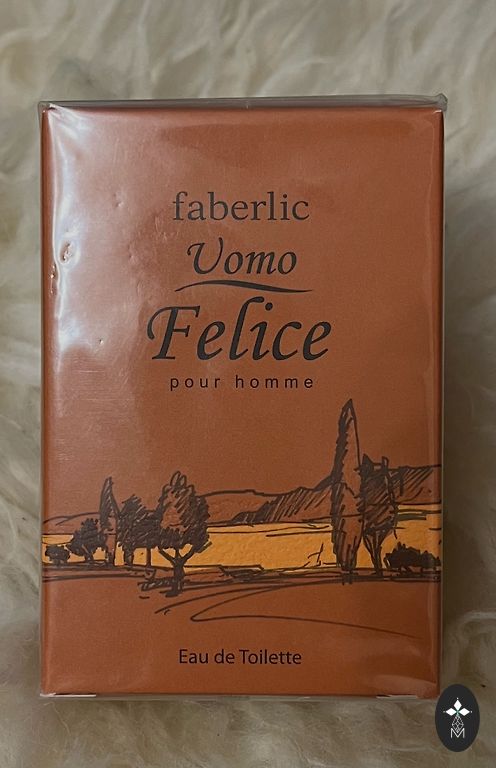 faberlic
Uomo
Felice
pour homme
Eau de Toilette
M